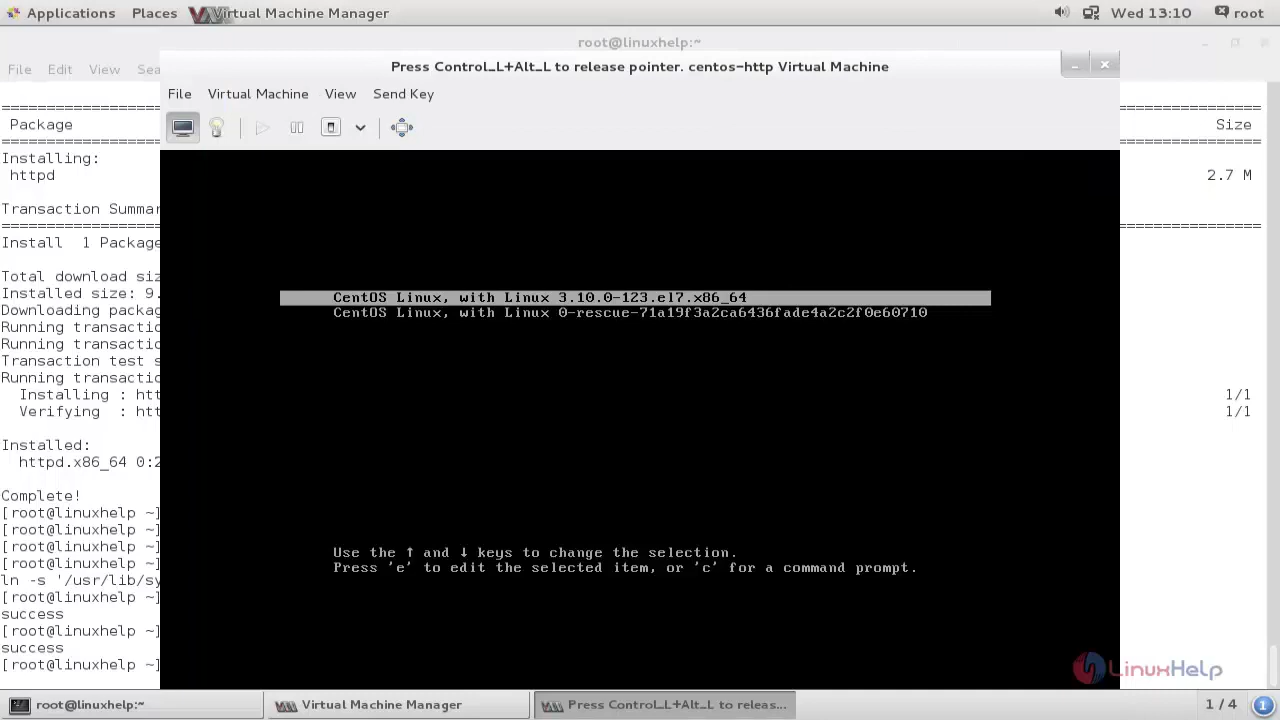 Applications Places Virtual Machine Manager Wed 13:10 root
root@linuxhelp:~
File Edit View Sea
Press Control_L+Alt_L to release pointer. centos-http Virtual Machine
File Virtual Machine View Send Key
================== ==================
Package Size
================== ==================
Installing:
httpd 2.7 M
Transaction Summar
================== ==================
Install 1 Package
Total download siz
Installed size: 9.
Downloading packag
Running transactio
Running transactio
Transaction test s
Running transactio
Installing : htt 1/1
Verifying : htt 1/1
Installed:
httpd.x86_64 0:2
Complete!
[root@linuxhelp ~]
[root@linuxhelp ~]
[root@linuxhelp ~]
[root@linuxhelp ~]
ln -s '/usr/lib/sy
[root@linuxhelp ~]
success
[root@linuxhelp ~]
success
[root@linuxhelp ~]
CentOS Linux, with Linux 3.10.0-123.el7.x86_64
CentOS Linux, with Linux 0-rescue-71a19f3a2ca6436fade4a2c2f0e60710
Use the ↑ and ↓ keys to change the selection.
Press 'e' to edit the selected item, or 'c' for a command prompt.
LinuxHelp
root@linuxhelp:~ Virtual Machine Manager Press Control_L+Alt_L to releas... 1 / 4 1